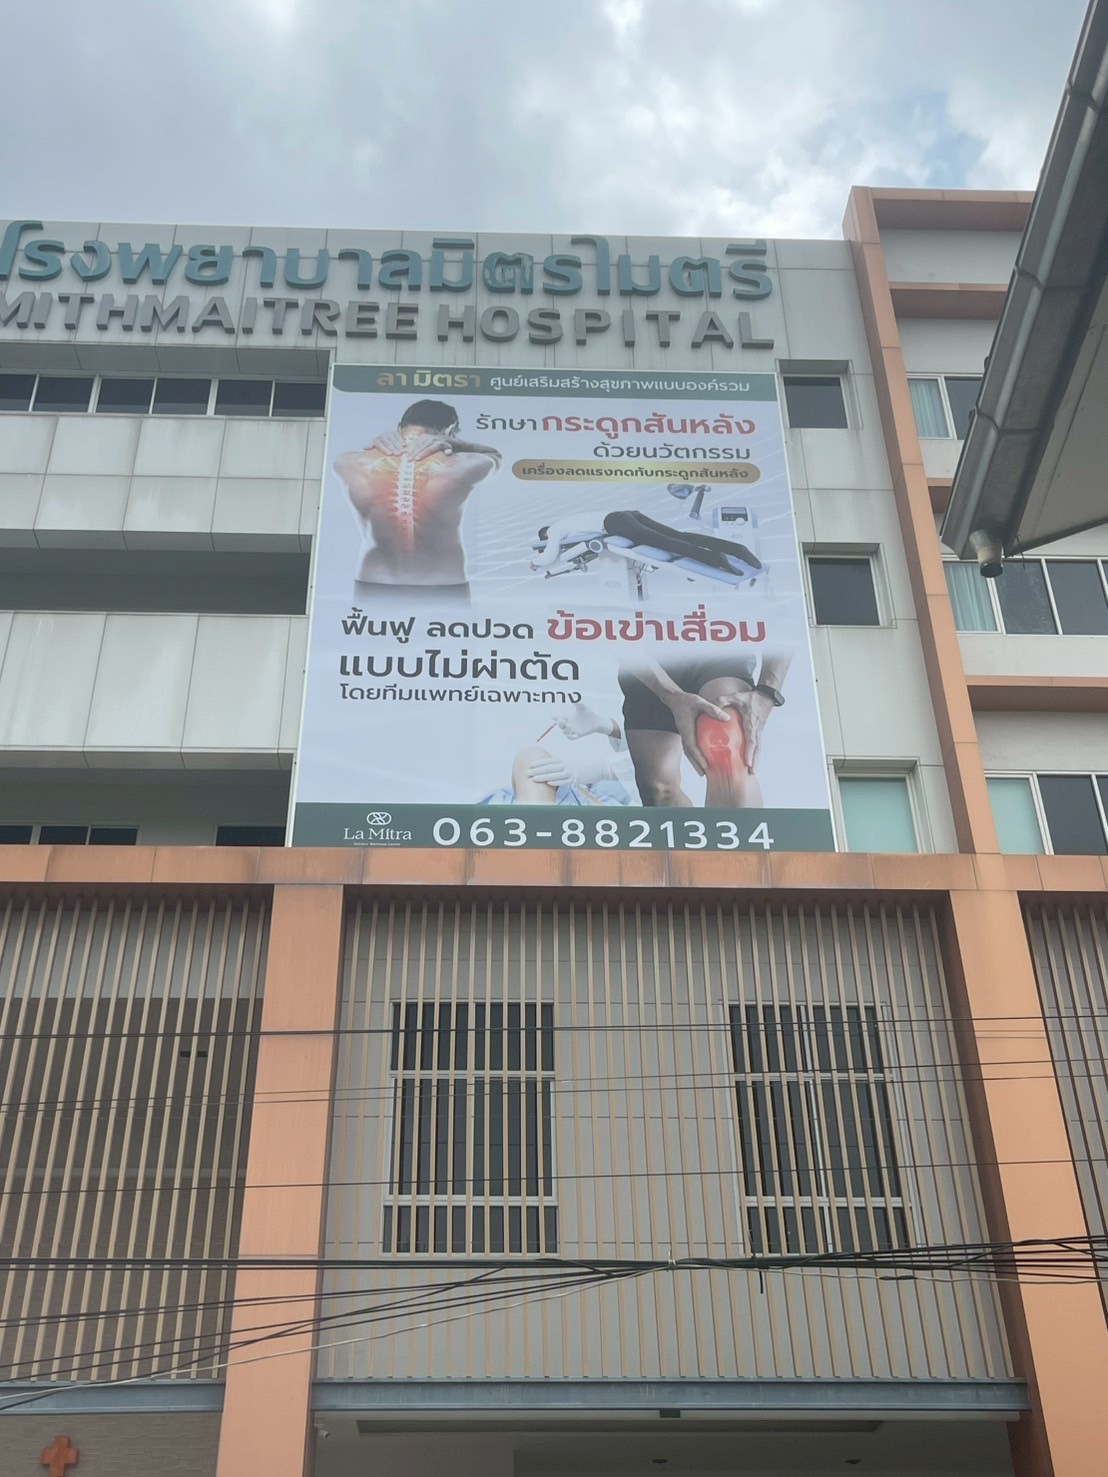 โรงพยาบาลมิตรไมตรี
MITHMAITREE HOSPITAL
ลา มิตรา ศูนย์เสริมสร้างสุขภาพแบบองค์รวม
รักษากระดูกสันหลัง
ด้วยนวัตกรรม
เครื่องลดแรงกดทับกระดูกสันหลัง
ฟื้นฟู ลดปวด ข้อเข่าเสื่อม
แบบไม่ผ่าตัด
โดยทีมแพทย์เฉพาะทาง
La Mitra 063-8821334